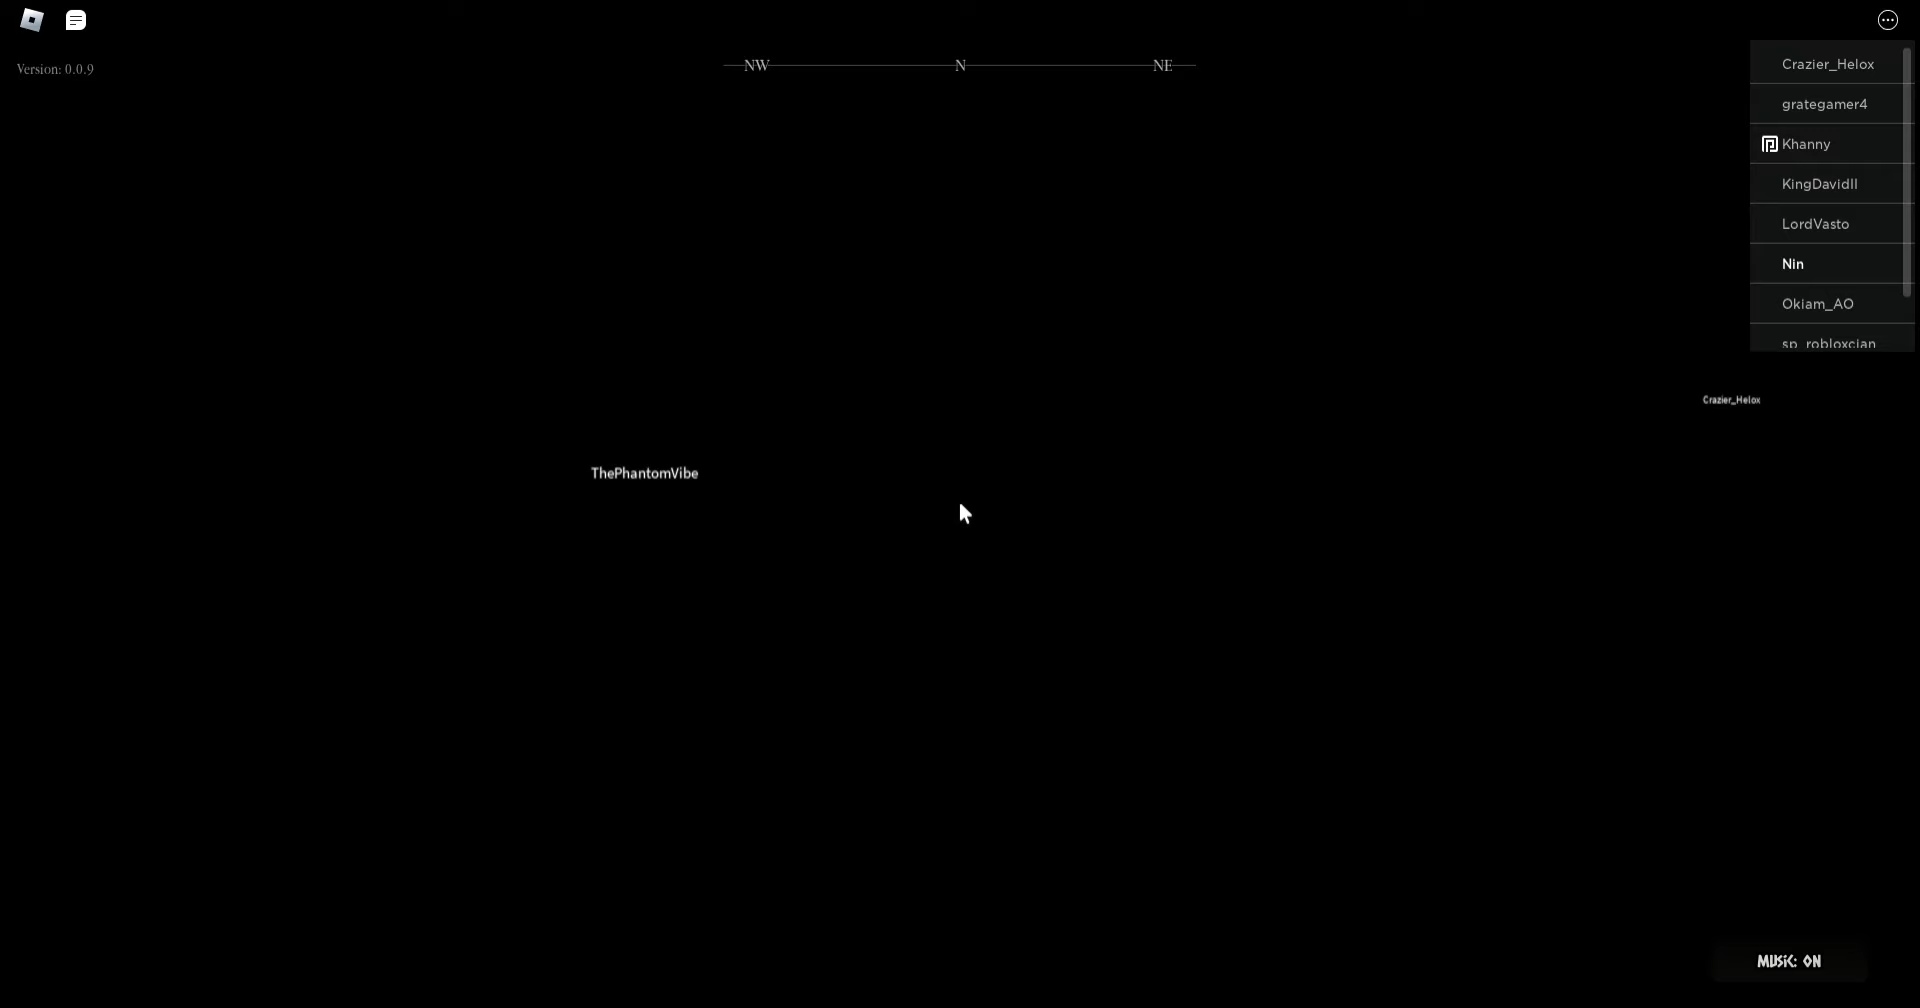 Version: 0.0.9
NW N NE
Crazier_Helox
grategamer4
Khanny
KingDavidII
LordVasto
Nin
Okiam_AO
sp_robloxcian
Crazier_Helox
ThePhantomVibe
MUSIC: ON